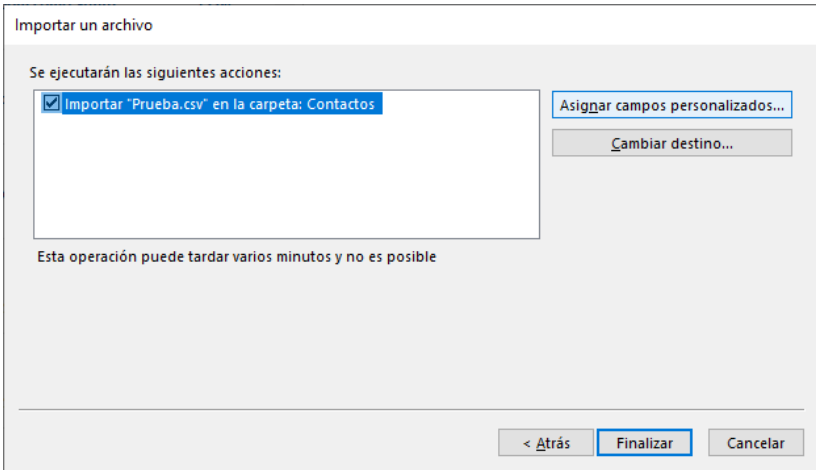 Importar un archivo
Se ejecutarán las siguientes acciones:
Importar "Prueba.csv" en la carpeta: Contactos
Asignar campos personalizados...
Cambiar destino...
Esta operación puede tardar varios minutos y no es posible
< Atrás
Finalizar
Cancelar